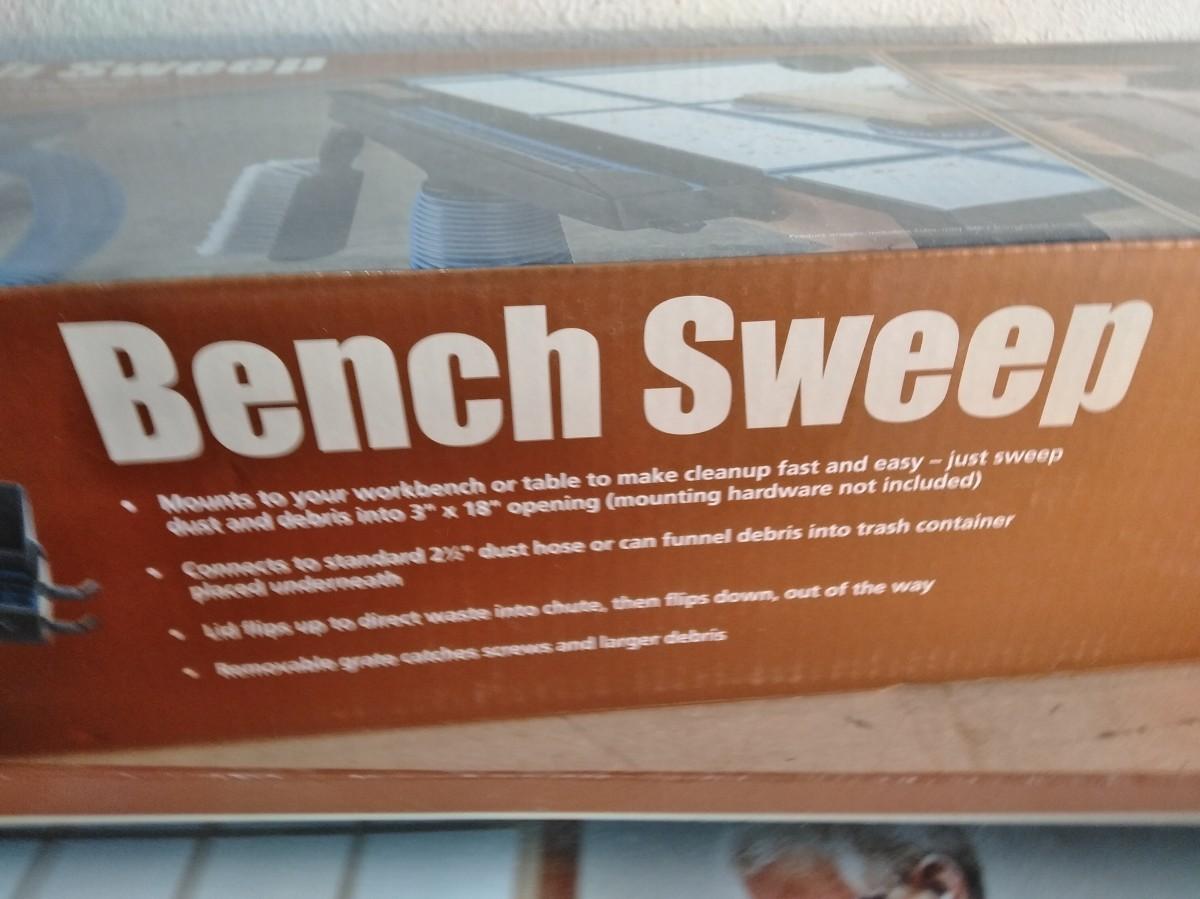 Sweep
Bench Sweep
• Mounts to your workbench or table to make cleanup fast and easy – just sweep
dust and debris into 3" x 18" opening (mounting hardware not included)
• Connects to standard 2½" dust hose or can funnel debris into trash container
placed underneath
• Lid flips up to direct waste into chute, then flips down, out of the way
• Removable grate catches screws and larger debris